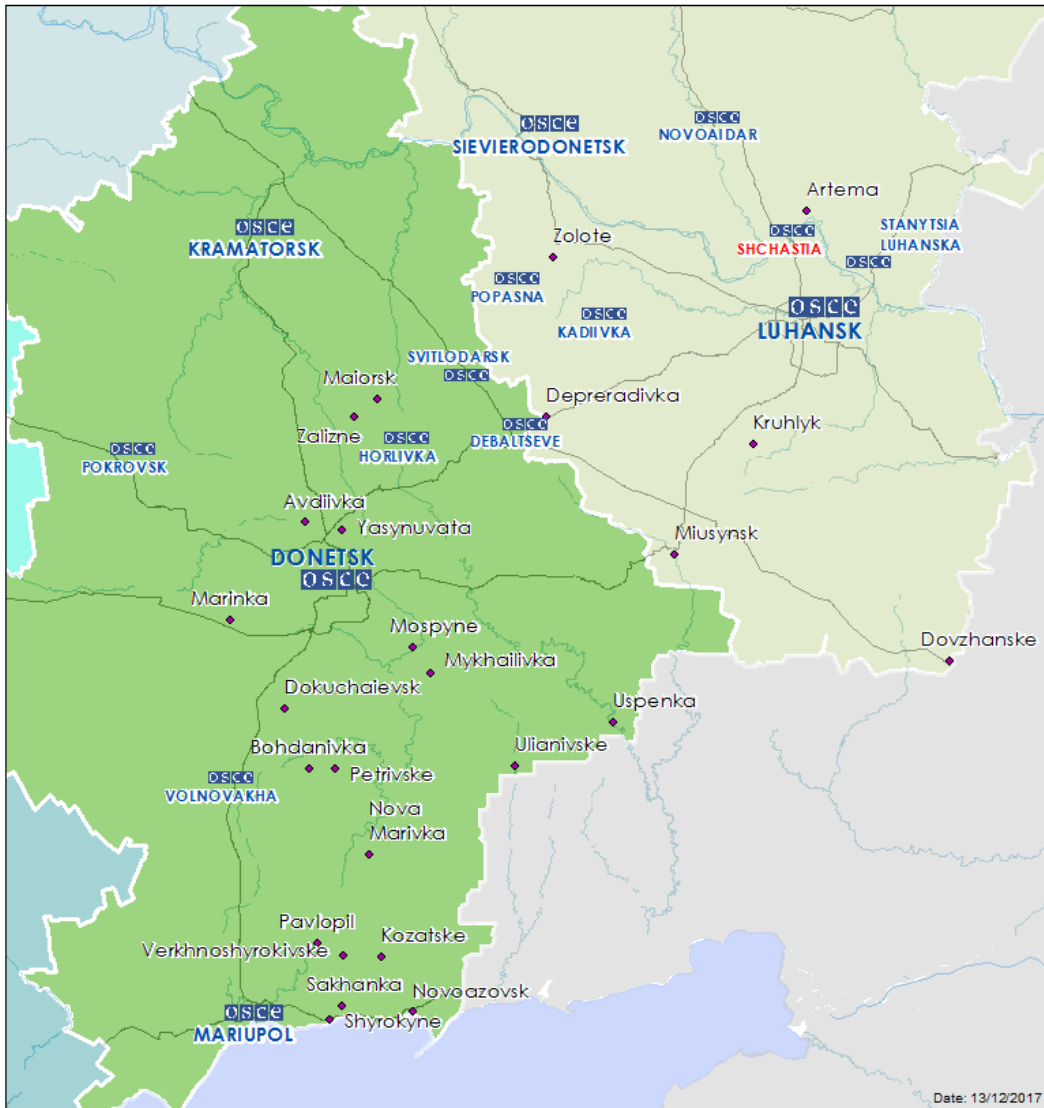 osce
SIEVIERODONETSK
osce
NOVOAIDAR
Artema
osce
SHCHASTIA
STANYTSIA
LUHANSKA
osce
osce
KRAMATORSK
Zolote
osce
POPASNA
osce
KADIIVKA
osce
LUHANSK
SVITLODARSK
osce
Maiorsk
Zalizne
osce
HORLIVKA
Depreradivka
osce
DEBALTSEVE
Kruhlyk
osce
POKROVSK
Avdiivka
Yasynuvata
DONETSK
osce
Miusynsk
Marinka
Mospyne
Mykhailivka
Dovzhanske
Dokuchaievsk
Uspenka
Bohdanivka
Petrivske
Ulianivske
osce
VOLNOVAKHA
Nova
Marivka
Pavlopil
Verkhnoshyrokivske
Kozatske
Sakhanka
Novoazovsk
osce
MARIUPOL
Shyrokyne
Date: 13/12/2017